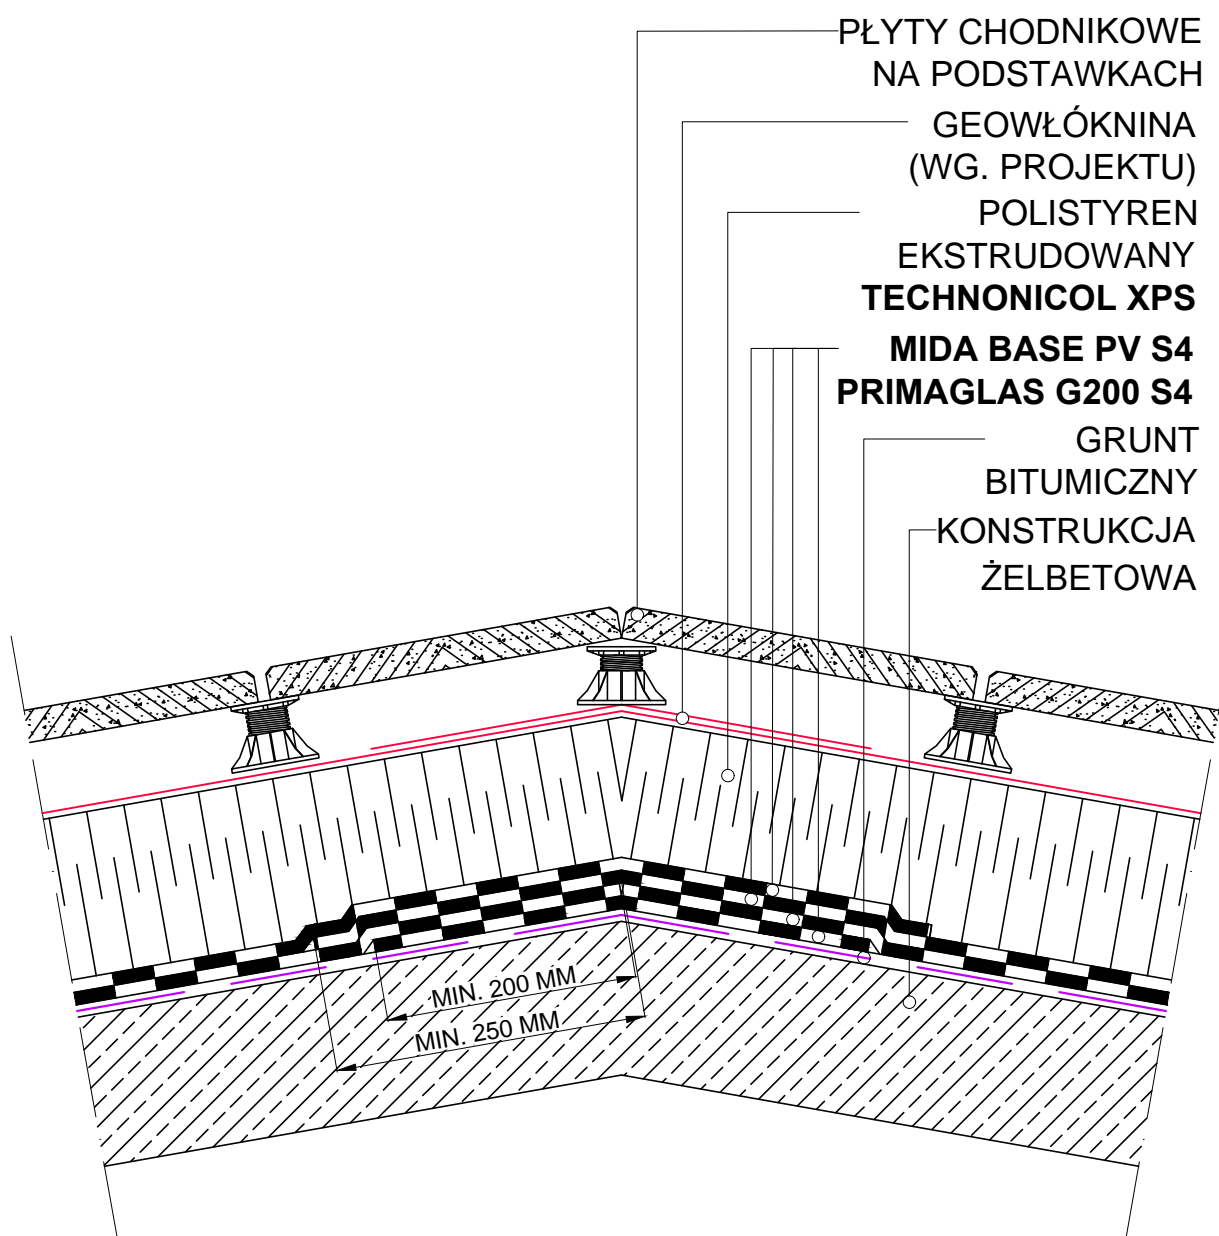 PŁYTY CHODNIKOWE
NA PODSTAWKACH
GEOWŁÓKNINA
(WG. PROJEKTU)
POLISTYREN
EKSTRUDOWANY
TECHNONICOL XPS
MIDA BASE PV S4
PRIMAGLAS G200 S4
GRUNT
BITUMICZNY
KONSTRUKCJA
ŻELBETOWA
MIN. 200 MM
MIN. 250 MM